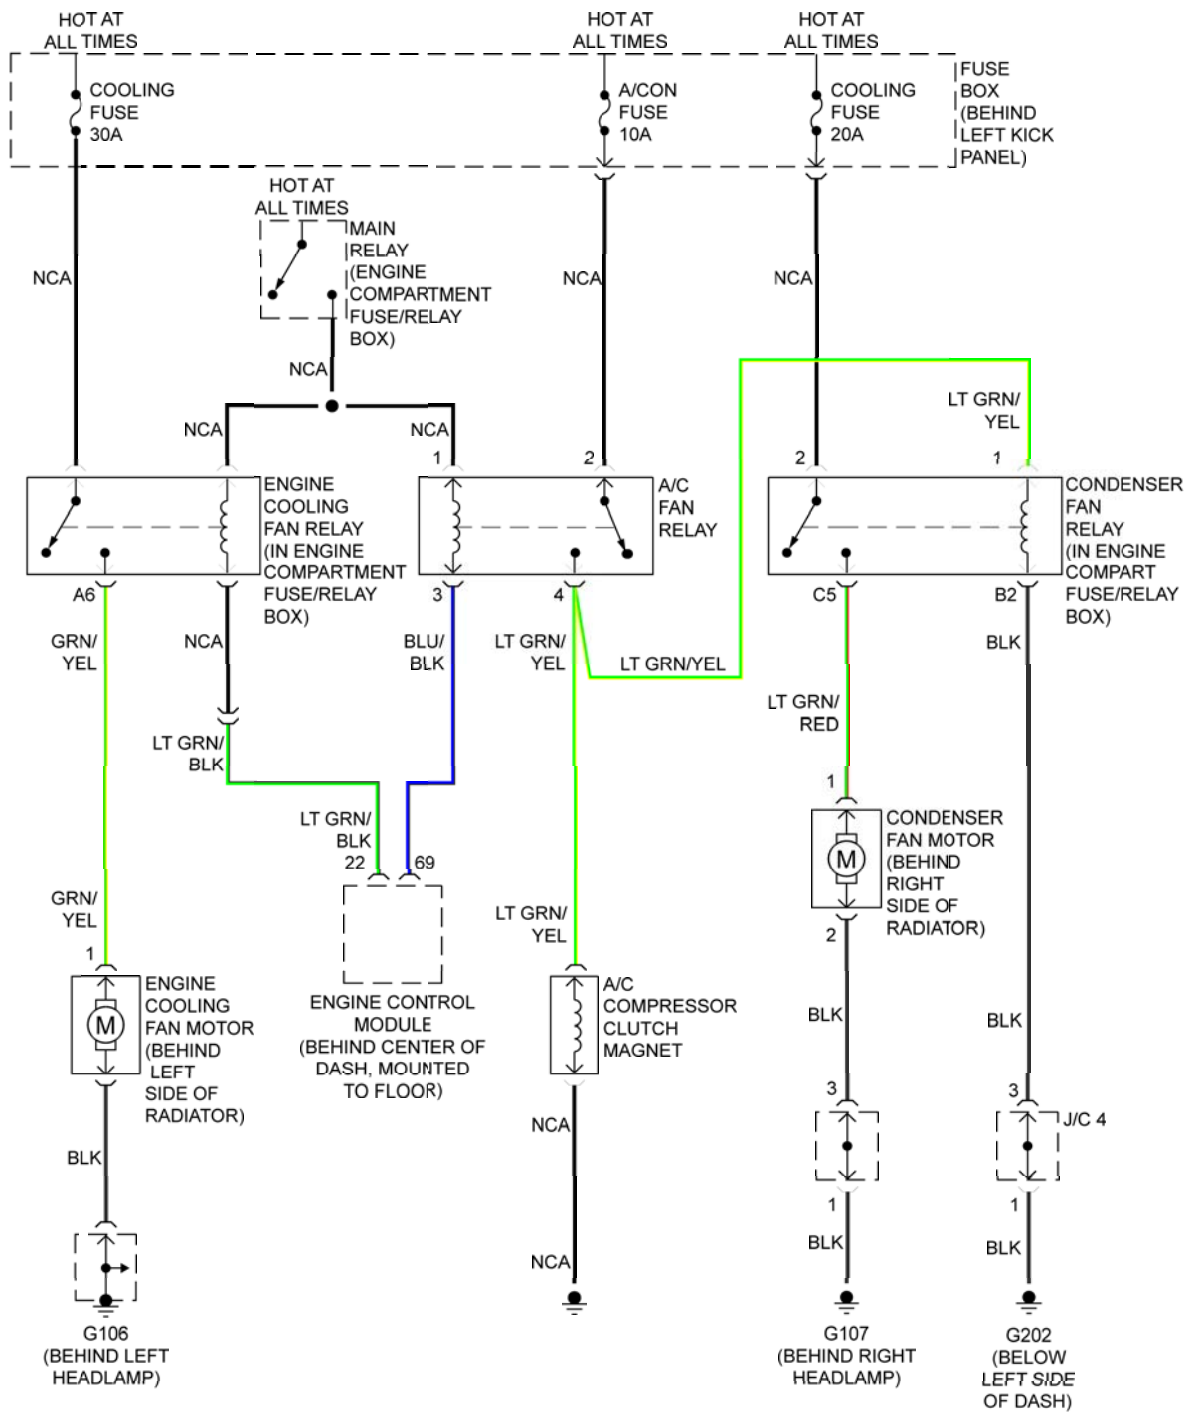 HOT AT
ALL TIMES
HOT AT
ALL TIMES
HOT AT
ALL TIMES
COOLING
FUSE
30A
A/CON
FUSE
10A
COOLING
FUSE
20A
FUSE
BOX
(BEHIND
LEFT KICK
PANEL)
HOT AT
ALL TIMES
MAIN
RELAY
(ENGINE
COMPARTMENT
FUSE/RELAY
BOX)
NCA
NCA
NCA
NCA
NCA
NCA
LT GRN/
YEL
1
2
2
1
ENGINE
COOLING
FAN RELAY
(IN ENGINE
COMPARTMENT
FUSE/RELAY
BOX)
A/C
FAN
RELAY
CONDENSER
FAN
RELAY
(IN ENGINE
COMPART
FUSE/RELAY
BOX)
A6
3
4
C5
B2
GRN/
YEL
NCA
BLU/
BLK
LT GRN/
YEL
LT GRN/YEL
BLK
LT GRN/
RED
LT GRN/
BLK
1
LT GRN/
BLK
22
69
CONDENSER
FAN MOTOR
(BEHIND
RIGHT
SIDE OF
RADIATOR)
M
2
GRN/
YEL
1
LT GRN/
YEL
ENGINE
COOLING
FAN MOTOR
(BEHIND
LEFT
SIDE OF
RADIATOR)
M
ENGINE CONTROL
MODULE
(BEHIND CENTER OF
DASH, MOUNTED
TO FLOOR)
A/C
COMPRESSOR
CLUTCH
MAGNET
BLK
BLK
3
3
J/C 4
NCA
BLK
1
1
BLK
BLK
NCA
G106
(BEHIND LEFT
HEADLAMP)
G107
(BEHIND RIGHT
HEADLAMP)
G202
(BELOW
LEFT SIDE
OF DASH)